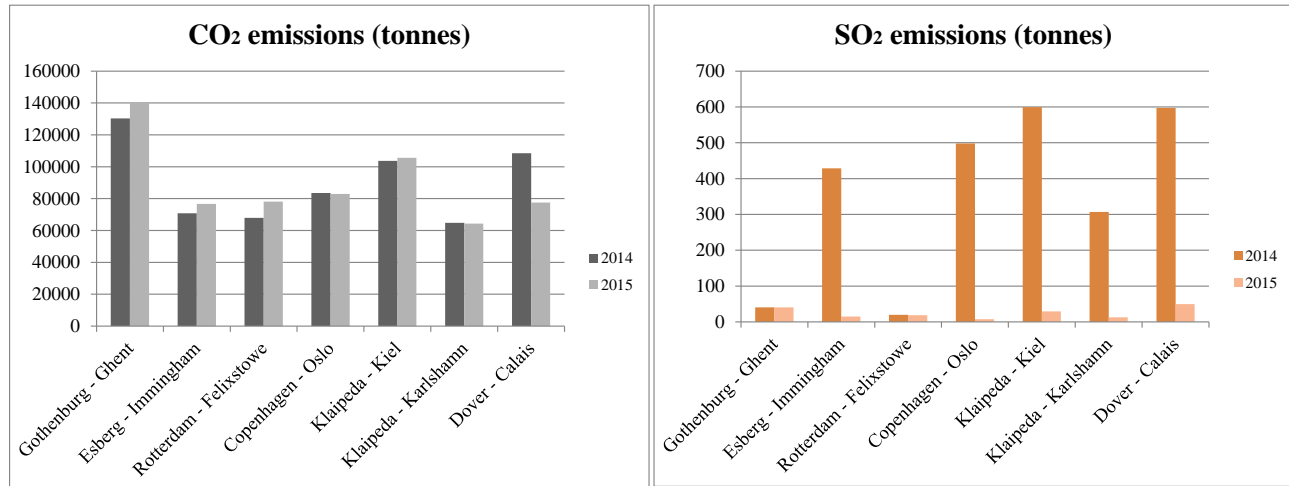 CO₂ emissions (tonnes)
160000
140000
120000
100000
80000
60000
40000
20000
0
2014
2015
Gothenburg - Ghent
Esberg - Immingham
Rotterdam - Felixstowe
Copenhagen - Oslo
Klaipeda - Kiel
Klaipeda - Karlshamn
Dover - Calais
SO₂ emissions (tonnes)
700
600
500
400
300
200
100
0
2014
2015
Gothenburg - Ghent
Esberg - Immingham
Rotterdam - Felixstowe
Copenhagen - Oslo
Klaipeda - Kiel
Klaipeda - Karlshamn
Dover - Calais